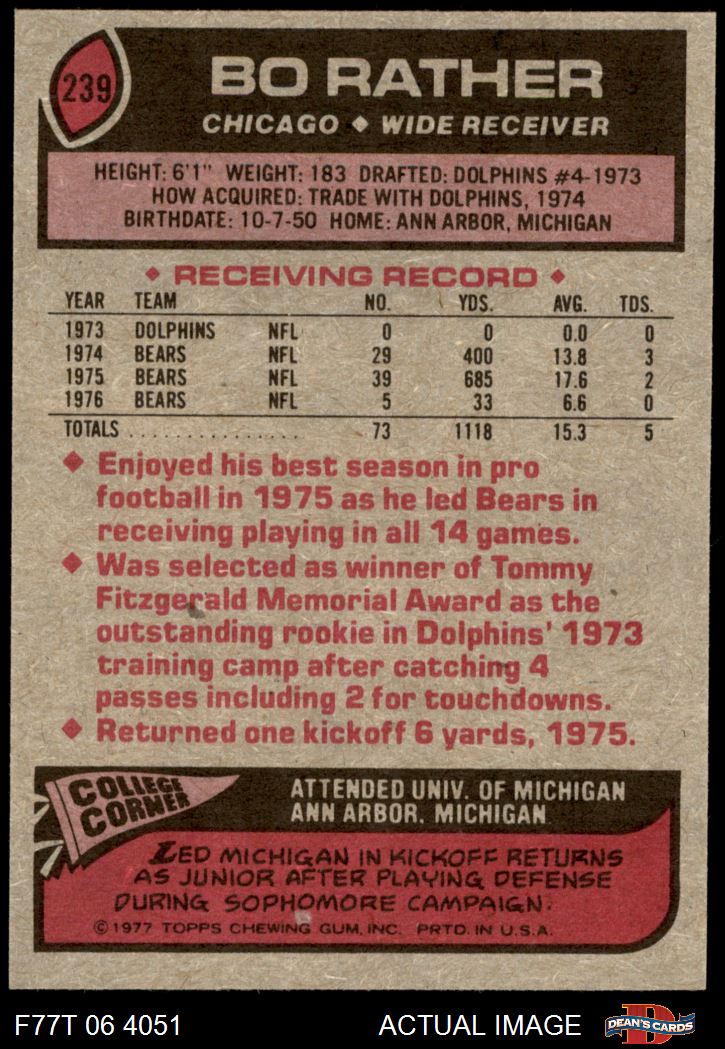 239
BO RATHER
CHICAGO ◆ WIDE RECEIVER
HEIGHT: 6'1" WEIGHT: 183 DRAFTED: DOLPHINS #4-1973
HOW ACQUIRED: TRADE WITH DOLPHINS, 1974
BIRTHDATE: 10-7-50 HOME: ANN ARBOR, MICHIGAN
◆ RECEIVING RECORD ◆
YEAR TEAM NO. YDS. AVG. TDS.
1973 DOLPHINS NFL 0 0 0.0 0
1974 BEARS NFL 29 400 13.8 3
1975 BEARS NFL 39 685 17.6 2
1976 BEARS NFL 5 33 6.6 0
TOTALS ................ 73 1118 15.3 5
◆ Enjoyed his best season in pro
football in 1975 as he led Bears in
receiving playing in all 14 games.
◆ Was selected as winner of Tommy
Fitzgerald Memorial Award as the
outstanding rookie in Dolphins' 1973
training camp after catching 4
passes including 2 for touchdowns.
◆ Returned one kickoff 6 yards, 1975.
COLLEGE
CORNER
ATTENDED UNIV. OF MICHIGAN
ANN ARBOR, MICHIGAN
LED MICHIGAN IN KICKOFF RETURNS
AS JUNIOR AFTER PLAYING DEFENSE
DURING SOPHOMORE CAMPAIGN.
©1977 TOPPS CHEWING GUM, INC. PRTD. IN U.S.A.
F77T 06 4051
ACTUAL IMAGE
D
DEAN'S CARDS